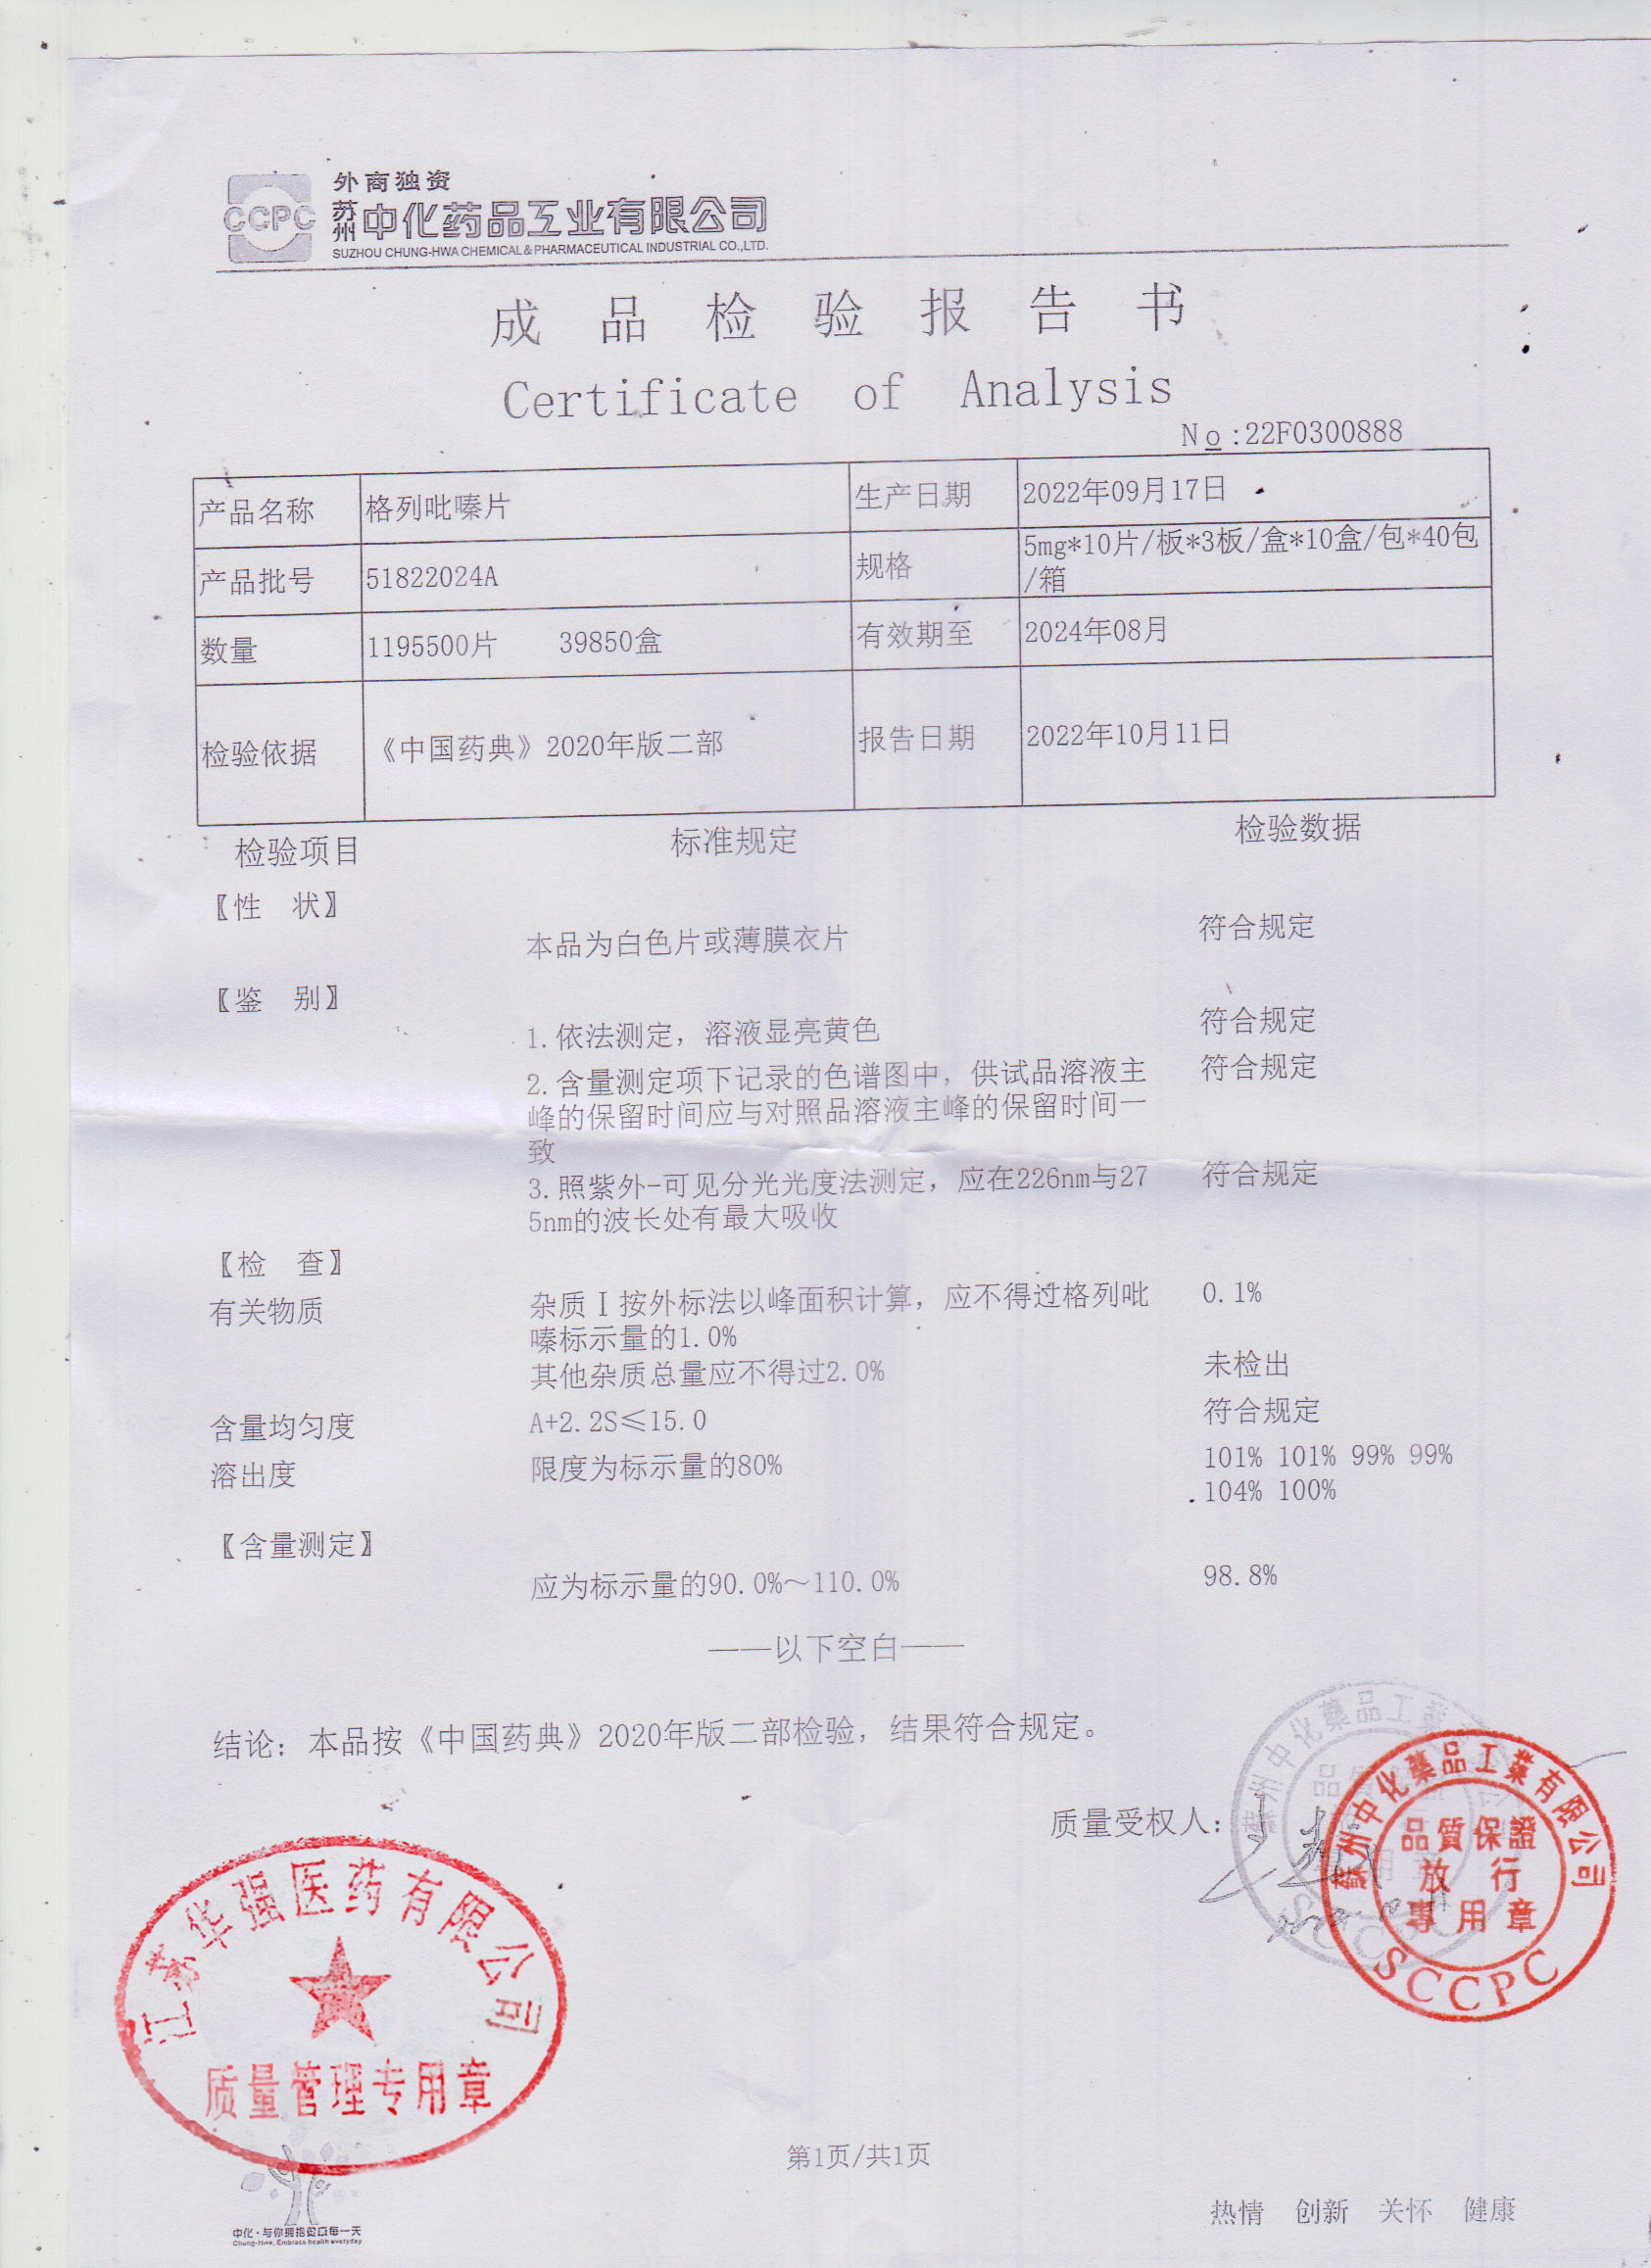 外商独资
CCPC
苏州中化药品工业有限公司
SUZHOU CHUNG-HWA CHEMICAL & PHARMACEUTICAL INDUSTRIAL CO.,LTD.
成品检验报告书
Certificate of Analysis
No:22F0300888
产品名称 格列吡嗪片 生产日期 2022年09月17日
产品批号 51822024A 规格 5mg*10片/板*3板/盒*10盒/包*40包
/箱
数量 1195500片 39850盒 有效期至 2024年08月
检验依据 《中国药典》2020年版二部 报告日期 2022年10月11日
检验项目 标准规定 检验数据
〖性 状〗
本品为白色片或薄膜衣片 符合规定
〖鉴 别〗
1.依法测定，溶液显亮黄色 符合规定
2.含量测定项下记录的色谱图中，供试品溶液主 符合规定
峰的保留时间应与对照品溶液主峰的保留时间一
致
3.照紫外-可见分光光度法测定，应在226nm与27 符合规定
5nm的波长处有最大吸收
〖检 查〗
有关物质 杂质Ⅰ按外标法以峰面积计算，应不得过格列吡 0.1%
嗪标示量的1.0%
其他杂质总量应不得过2.0% 未检出
含量均匀度 A+2.2S≤15.0 符合规定
溶出度 限度为标示量的80% 101% 101% 99% 99%
104% 100%
〖含量测定〗
应为标示量的90.0%～110.0% 98.8%
——以下空白——
结论：本品按《中国药典》2020年版二部检验，结果符合规定。
质量受权人：
蘇州中化藥品工業有限公司
品質保證
放行
專用章
SCCPC
江苏华强医药有限公司
质量管理专用章
第1页/共1页
中化·与你拥抱健康每一天
Chung-Hwa, Embrace health everyday
热情 创新 关怀 健康